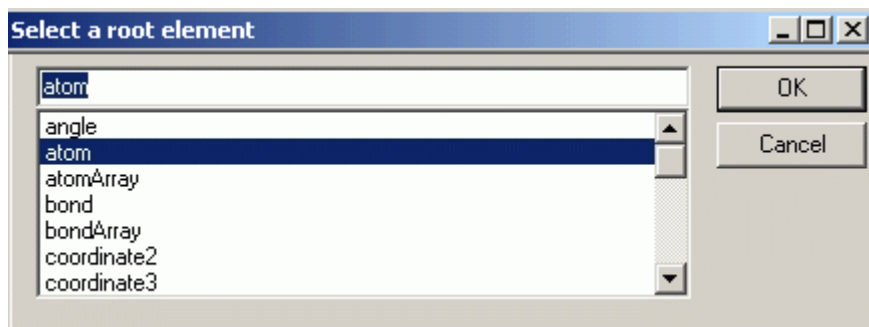 Select a root element
atom
OK
Cancel
angle
atom
atomArray
bond
bondArray
coordinate2
coordinate3